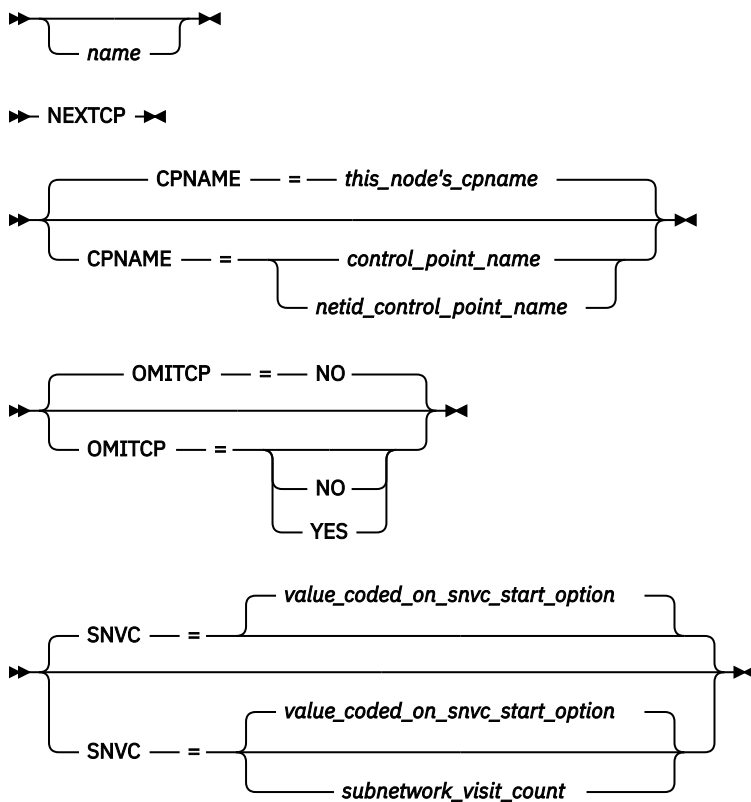 name
NEXTCP
CPNAME = this_node's_cpname
CPNAME = control_point_name
netid_control_point_name
OMITCP = NO
OMITCP =
NO
YES
value_coded_on_snvc_start_option
SNVC =
value_coded_on_snvc_start_option
SNVC =
subnetwork_visit_count